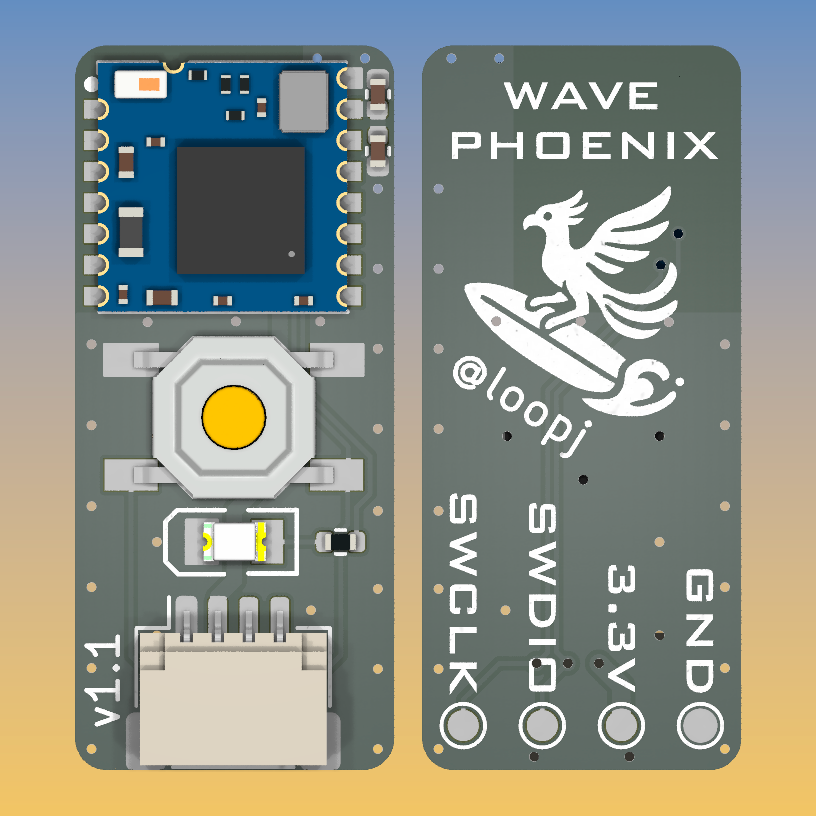 WAVE
PHOENIX
@loopj
SWCLK
SWDIO
3.3V
GND
v1.1